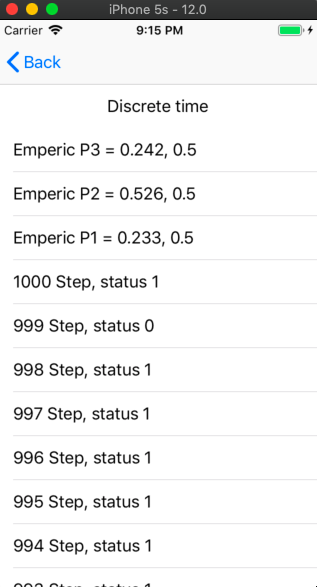 iPhone 5s - 12.0
Carrier 9:15 PM
Back
Discrete time
Emperic P3 = 0.242, 0.5
Emperic P2 = 0.526, 0.5
Emperic P1 = 0.233, 0.5
1000 Step, status 1
999 Step, status 0
998 Step, status 1
997 Step, status 1
996 Step, status 1
995 Step, status 1
994 Step, status 1